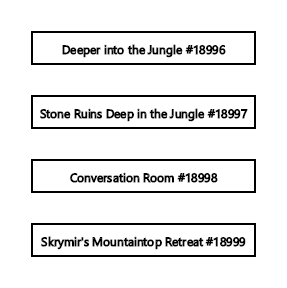 Deeper into the Jungle #18996
Stone Ruins Deep in the Jungle #18997
Conversation Room #18998
Skrymir's Mountaintop Retreat #18999